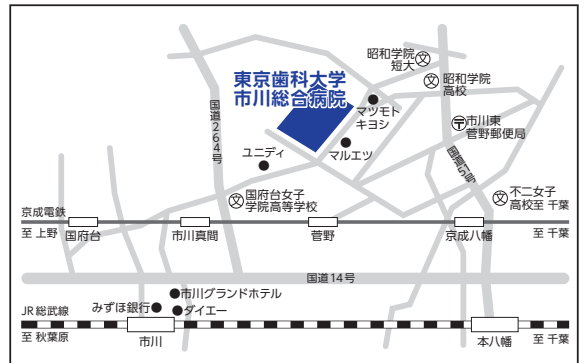 昭和学院
短大
昭和学院
高校
東京歯科大学
市川総合病院
マツモト
キヨシ
国道264号
市川東
菅野郵便局
マルエツ
ユニディ
国府台女子
学院高等学校
不二女子
高校
京成電鉄
至 上野
国府台
市川真間
菅野
京成八幡
至 千葉
至 千葉
国道14号
市川グランドホテル
みずほ銀行
ダイエー
JR総武線
至 秋葉原
市川
本八幡
至 千葉